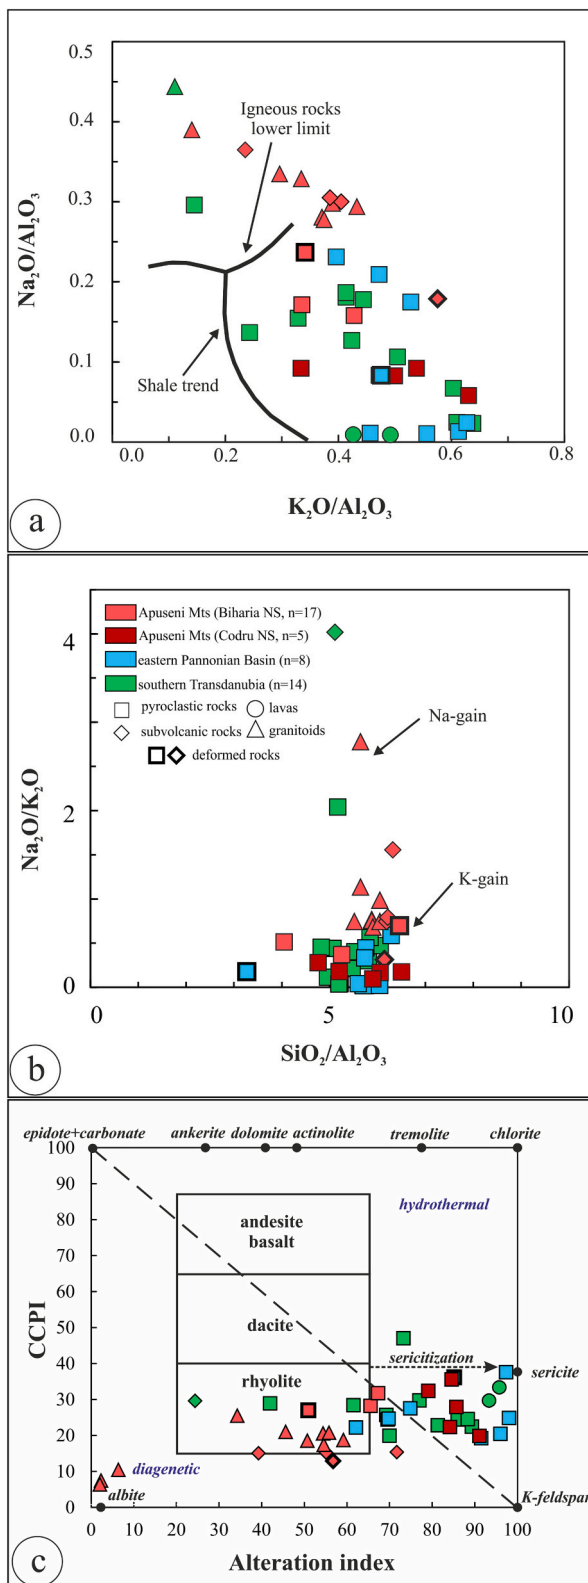 0.5
0.4
0.3
0.2
0.1
0.0
Na₂O/Al₂O₃
Igneous rocks
lower limit
Shale trend
0.0
0.2
0.4
0.6
0.8
K₂O/Al₂O₃
a
4
2
0
Na₂O/K₂O
Apuseni Mts (Biharia NS, n=17)
Apuseni Mts (Codru NS, n=5)
eastern Pannonian Basin (n=8)
southern Transdanubia (n=14)
pyroclastic rocks
lavas
subvolcanic rocks
granitoids
deformed rocks
Na-gain
K-gain
0
5
10
SiO₂/Al₂O₃
b
epidote+carbonate
ankerite
dolomite
actinolite
tremolite
chlorite
100
90
80
70
60
50
40
30
20
10
0
CCPI
hydrothermal
andesite
basalt
dacite
sericitization
rhyolite
sericite
diagenetic
albite
K-feldspar
0
10
20
30
40
50
60
70
80
90
100
Alteration index
c